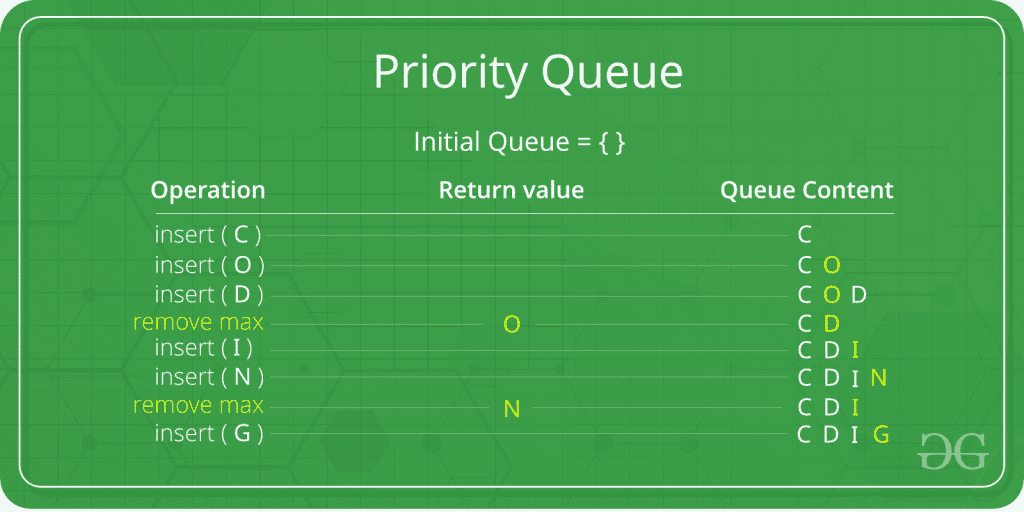 Priority Queue
Initial Queue = { }
Operation Return value Queue Content
insert ( C ) C
insert ( O ) C O
insert ( D ) C O D
remove max O C D
insert ( I ) C D I
insert ( N ) C D I N
remove max N C D I
insert ( G ) C D I G